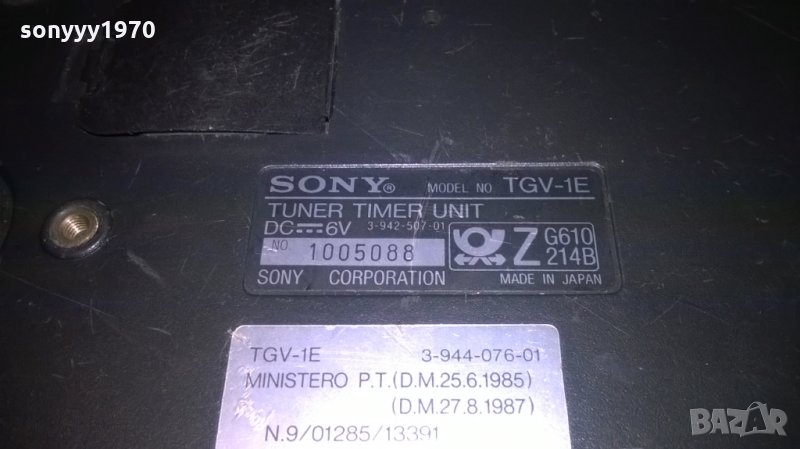 sonyyy1970
SONY® MODEL NO TGV-1E
TUNER TIMER UNIT
DC⎓6V 3-942-507-01
NO. 1005088
Z G610
214B
SONY CORPORATION MADE IN JAPAN
TGV-1E 3-944-076-01
MINISTERO P.T.(D.M.25.6.1985)
(D.M.27.8.1987)
N.9/01285/13391
BAZAR